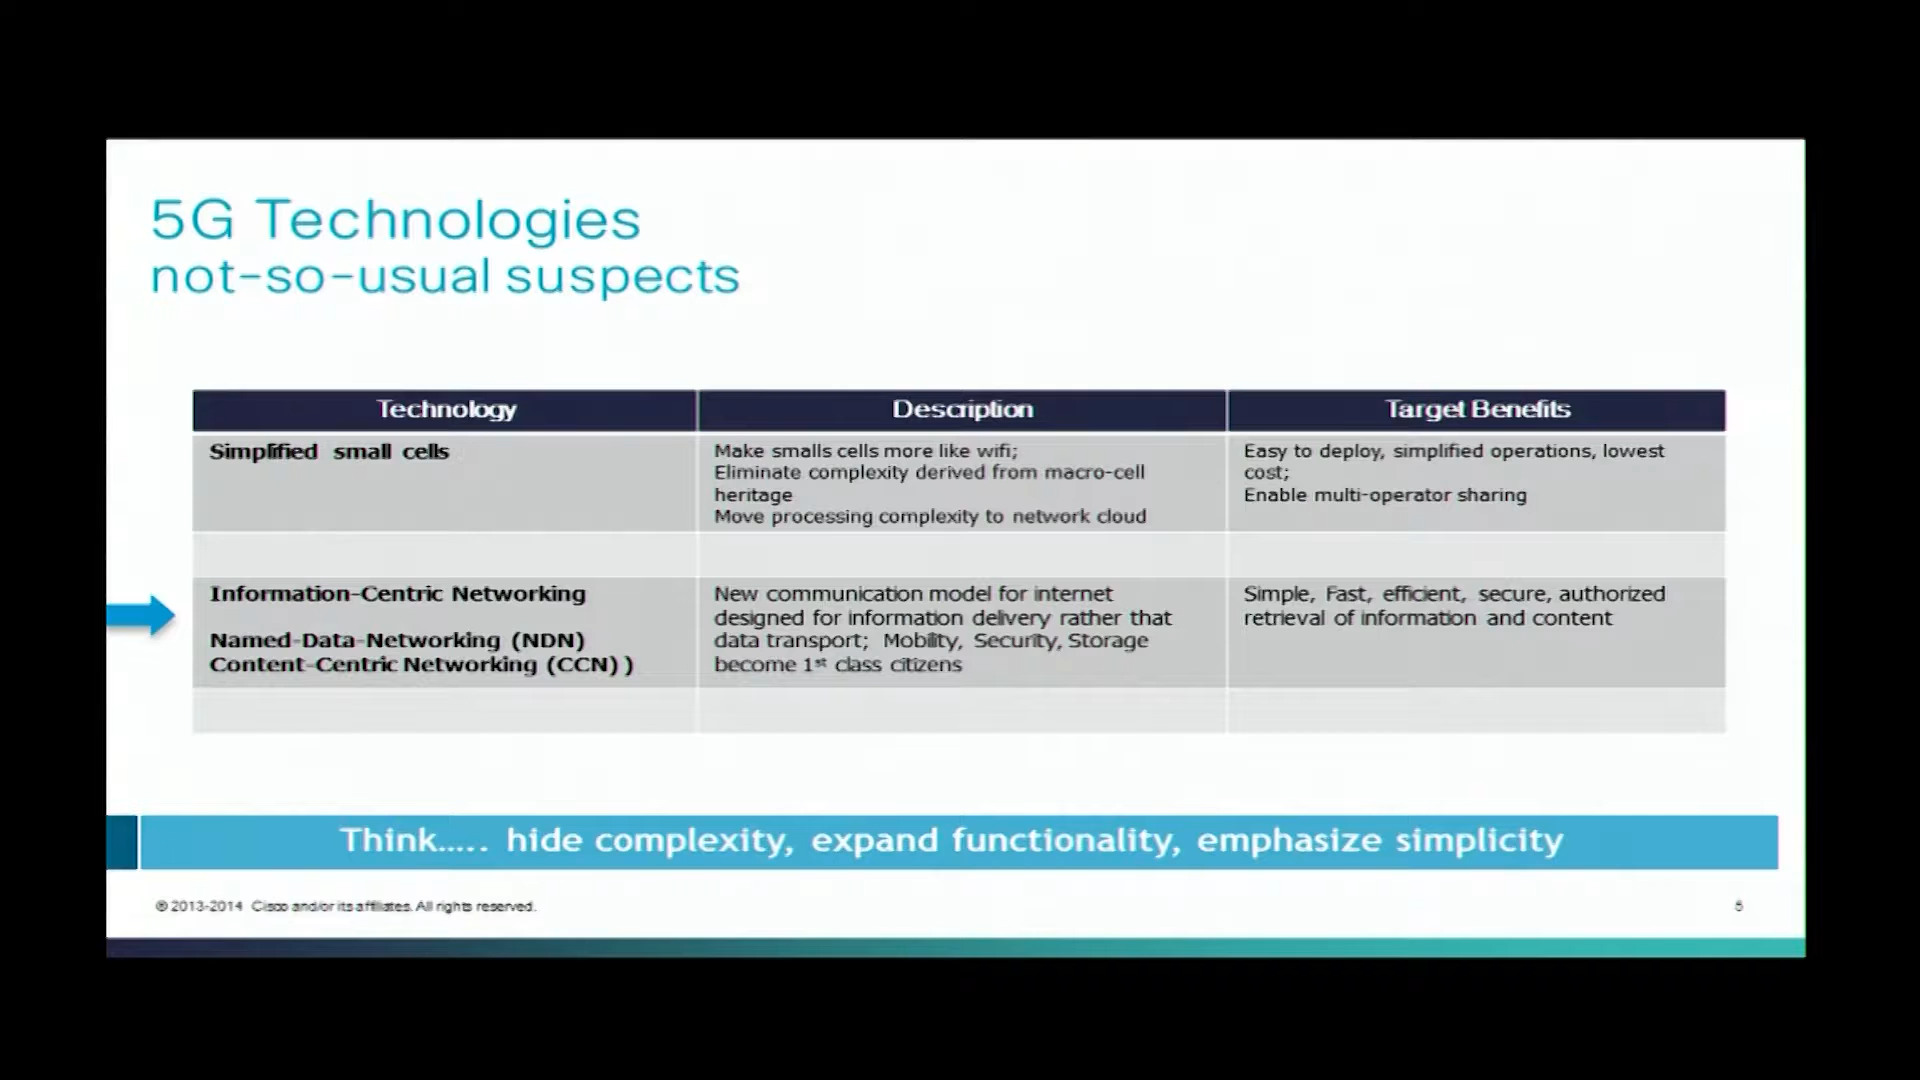 5G Technologies
not-so-usual suspects
Technology
Description
Target Benefits
Simplified small cells
Make smalls cells more like wifi;
Eliminate complexity derived from macro-cell
heritage
Move processing complexity to network cloud
Easy to deploy, simplified operations, lowest
cost;
Enable multi-operator sharing
Information-Centric Networking
Named-Data-Networking (NDN)
Content-Centric Networking (CCN) )
New communication model for internet
designed for information delivery rather that
data transport; Mobility, Security, Storage
become 1st class citizens
Simple, Fast, efficient, secure, authorized
retrieval of information and content
Think..... hide complexity, expand functionality, emphasize simplicity
© 2013-2014 Cisco and/or its affiliates. All rights reserved.